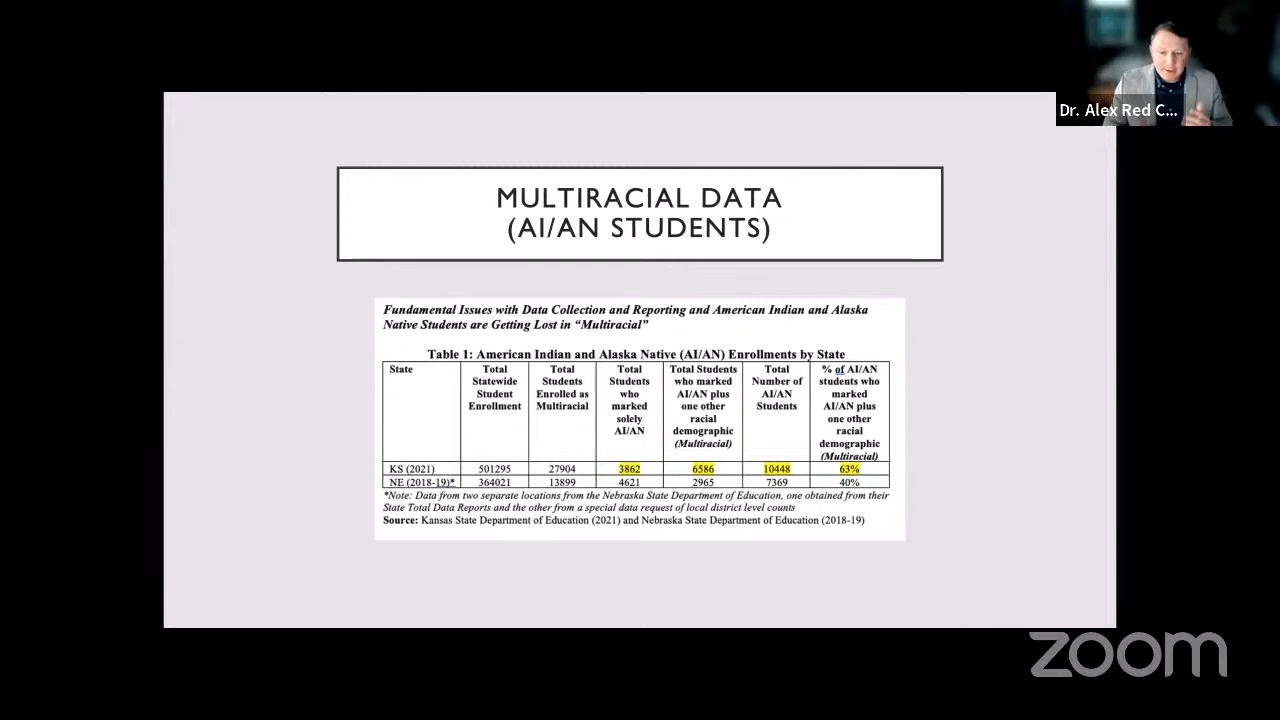 Dr. Alex Red C...
MULTIRACIAL DATA
(AI/AN STUDENTS)
Fundamental Issues with Data Collection and Reporting and American Indian and Alaska
Native Students are Getting Lost in “Multiracial”
Table 1: American Indian and Alaska Native (AI/AN) Enrollments by State
State Total Statewide Student Enrollment Total Students Enrolled as Multiracial Total Students who marked solely AI/AN Total Students who marked AI/AN plus one other racial demographic (Multiracial) Total Number of AI/AN Students % of AI/AN students who marked AI/AN plus one other racial demographic (Multiracial)
KS (2021) 501295 27904 3862 6586 10448 63%
NE (2018-19)* 364021 13899 4621 2965 7369 40%
*Note: Data from two separate locations from the Nebraska State Department of Education, one obtained from their
State Total Data Reports and the other from a special data request of local district level counts
Source: Kansas State Department of Education (2021) and Nebraska State Department of Education (2018-19)
zoom